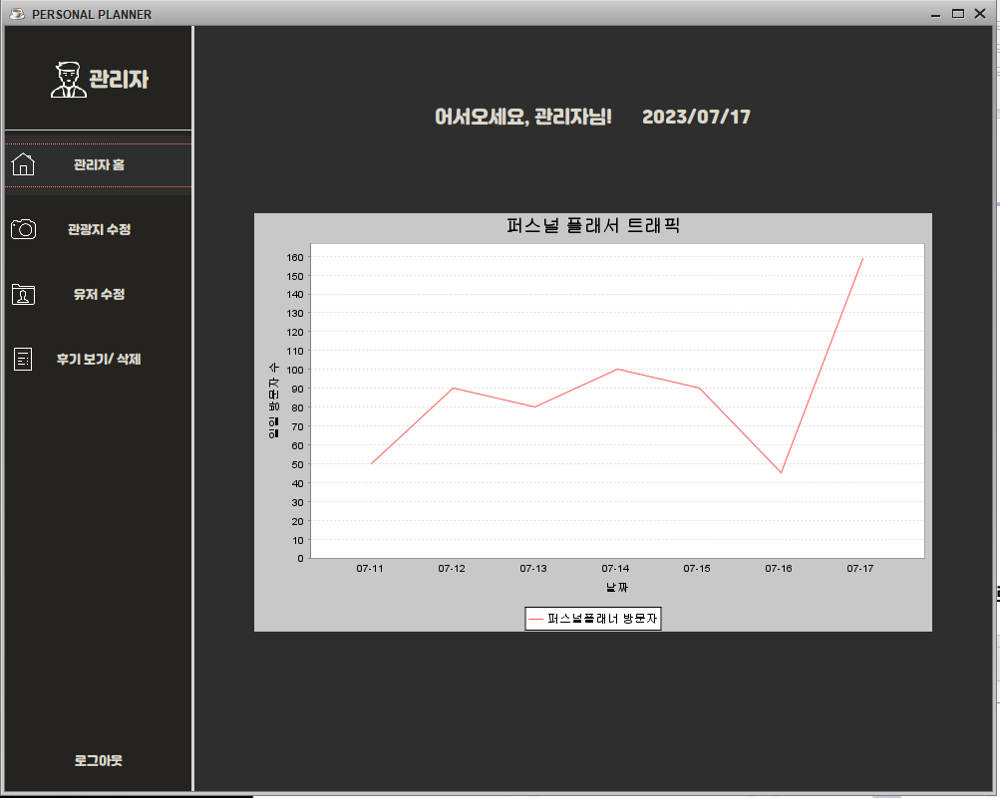 PERSONAL PLANNER
관리자
관리자 홈
관광지 수정
유저 수정
후기 보기/ 삭제
로그아웃
어서오세요, 관리자님! 2023/07/17
퍼스널 플래서 트래픽
일일 방문자 수
160
150
140
130
120
110
100
90
80
70
60
50
40
30
20
10
0
07-11 07-12 07-13 07-14 07-15 07-16 07-17
날짜
퍼스널플래너 방문자